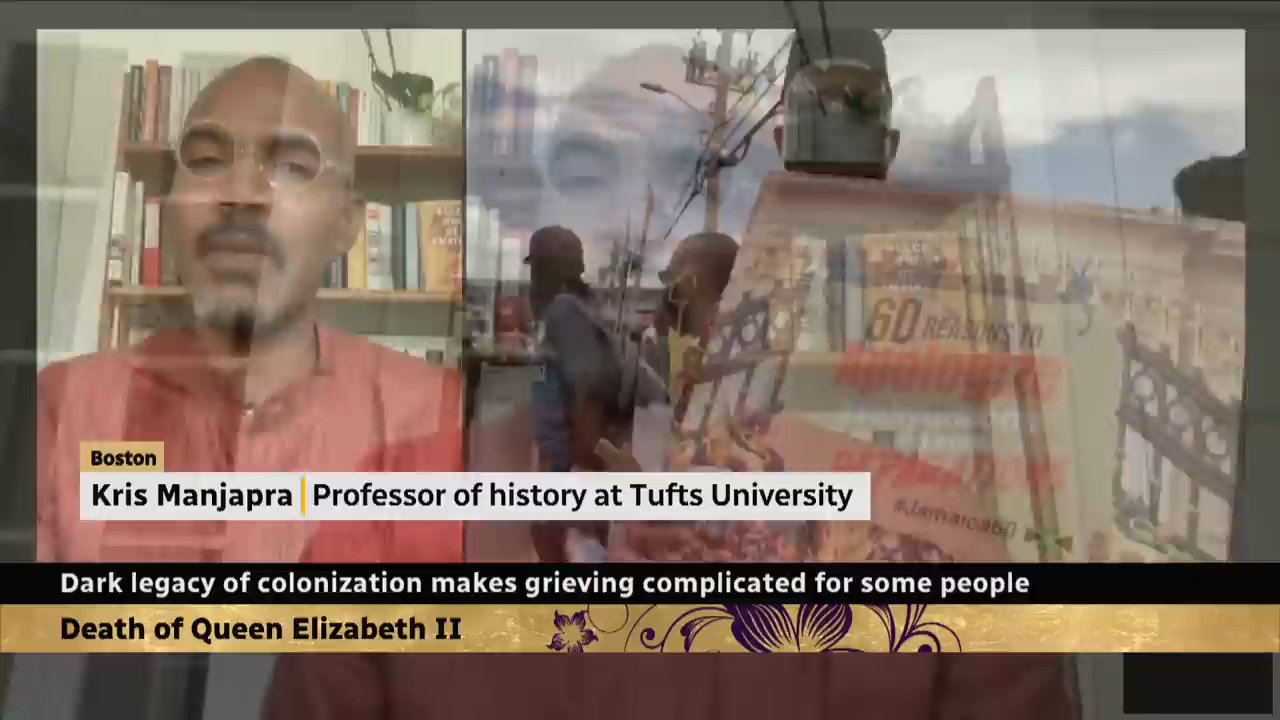 60 REASONS TO
#Jamaica60
Boston
Kris Manjapra | Professor of history at Tufts University
Dark legacy of colonization makes grieving complicated for some people
Death of Queen Elizabeth II